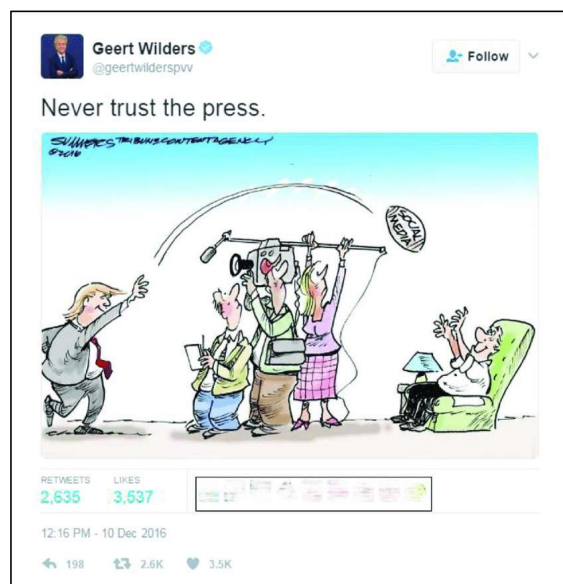 Geert Wilders
@geertwilderspvv
Follow
Never trust the press.
SUMMERS TRIBUNE CONTENT AGENCY
©2016
SOCIAL
MEDIA
RETWEETS LIKES
2,635 3,537
12:16 PM - 10 Dec 2016
198 2.6K 3.5K